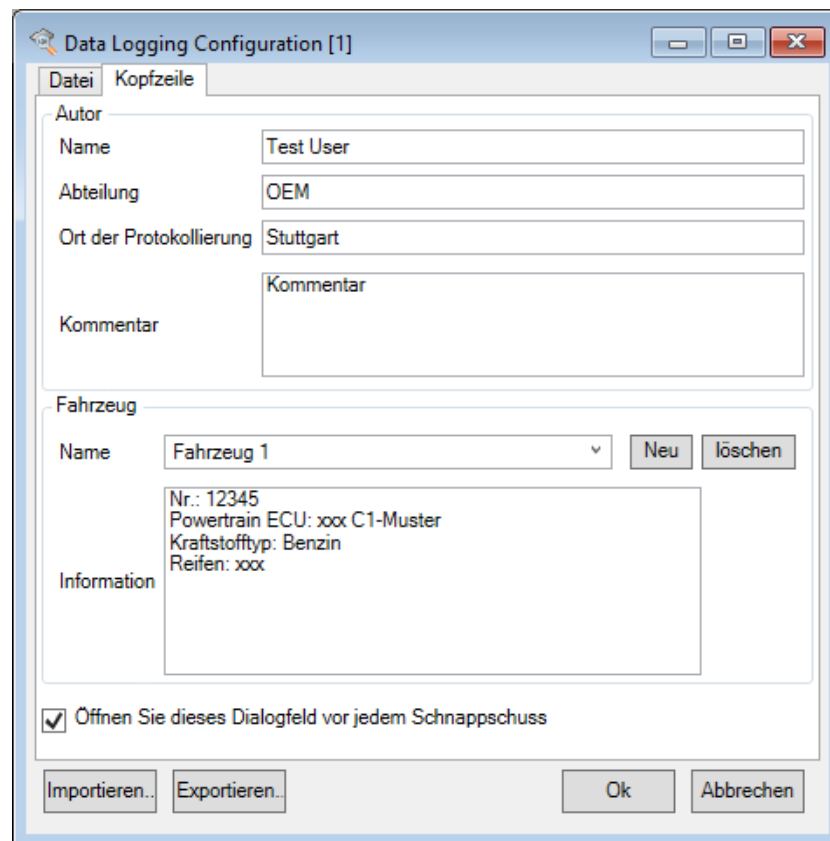 Data Logging Configuration [1]
Datei Kopfzeile
Autor
Name Test User
Abteilung OEM
Ort der Protokollierung Stuttgart
Kommentar Kommentar
Fahrzeug
Name Fahrzeug 1 Neu löschen
Nr.: 12345
Powertrain ECU: xxx C1-Muster
Kraftstofftyp: Benzin
Reifen: xxx
Information
Öffnen Sie dieses Dialogfeld vor jedem Schnappschuss
Importieren.. Exportieren.. Ok Abbrechen